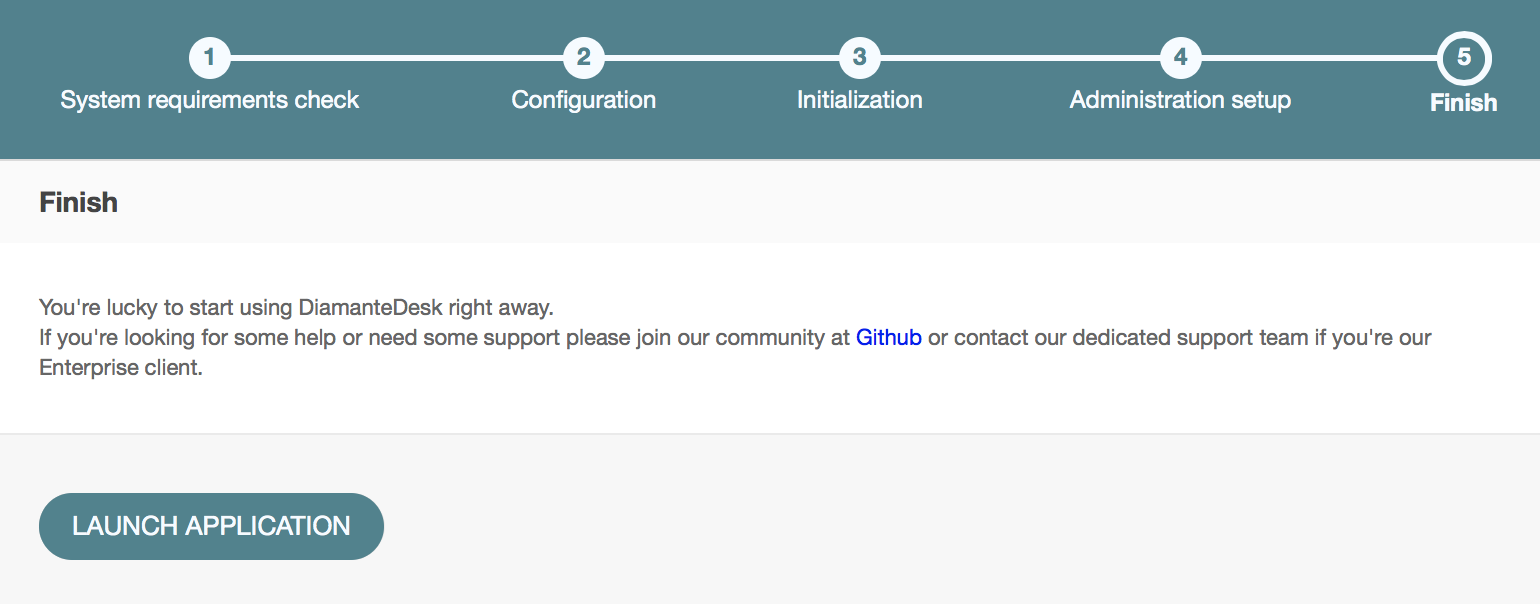 1 2 3 4 5
System requirements check Configuration Initialization Administration setup Finish
Finish
You're lucky to start using DiamanteDesk right away.
If you're looking for some help or need some support please join our community at Github or contact our dedicated support team if you're our
Enterprise client.
LAUNCH APPLICATION